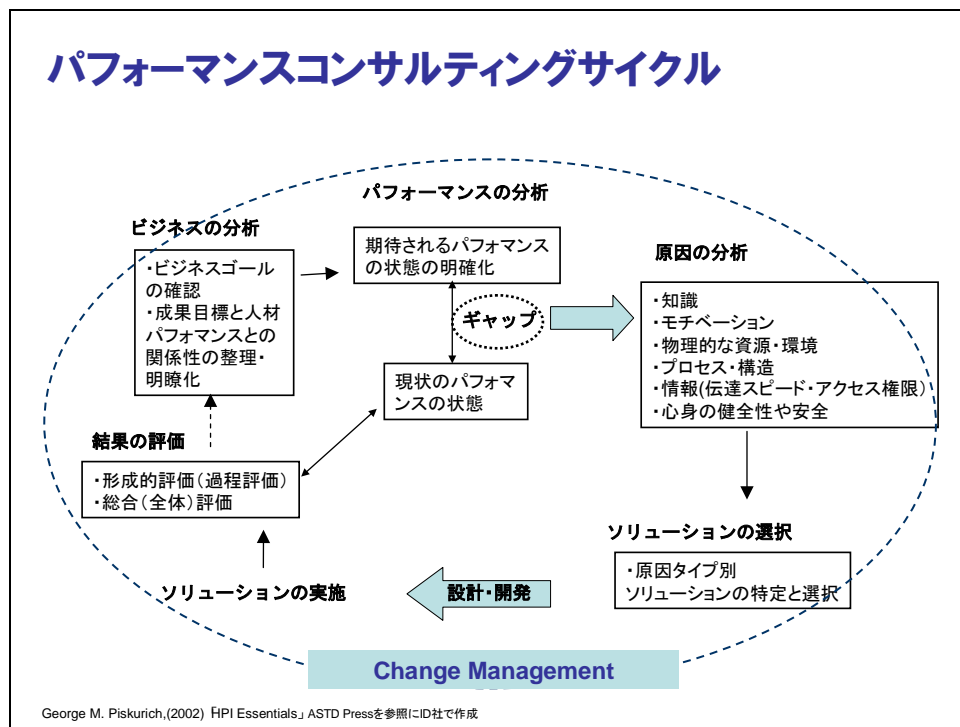 パフォーマンスコンサルティングサイクル
パフォーマンスの分析
ビジネスの分析
・ビジネスゴール
の確認
・成果目標と人材
パフォーマンスとの
関係性の整理・
明瞭化
期待されるパフォマンス
の状態の明確化
ギャップ
現状のパフォマ
ンスの状態
原因の分析
・知識
・モチベーション
・物理的な資源・環境
・プロセス・構造
・情報(伝達スピード・アクセス権限)
・心身の健全性や安全
結果の評価
・形成的評価(過程評価)
・総合(全体)評価
ソリューションの選択
・原因タイプ別
ソリューションの特定と選択
設計・開発
ソリューションの実施
Change Management
George M. Piskurich,(2002) 「HPI Essentials」 ASTD Pressを参照にID社で作成